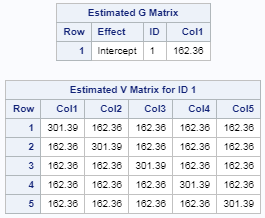 Estimated G Matrix
Row Effect ID Col1
1 Intercept 1 162.36
Estimated V Matrix for ID 1
Row Col1 Col2 Col3 Col4 Col5
1 301.39 162.36 162.36 162.36 162.36
2 162.36 301.39 162.36 162.36 162.36
3 162.36 162.36 301.39 162.36 162.36
4 162.36 162.36 162.36 301.39 162.36
5 162.36 162.36 162.36 162.36 301.39